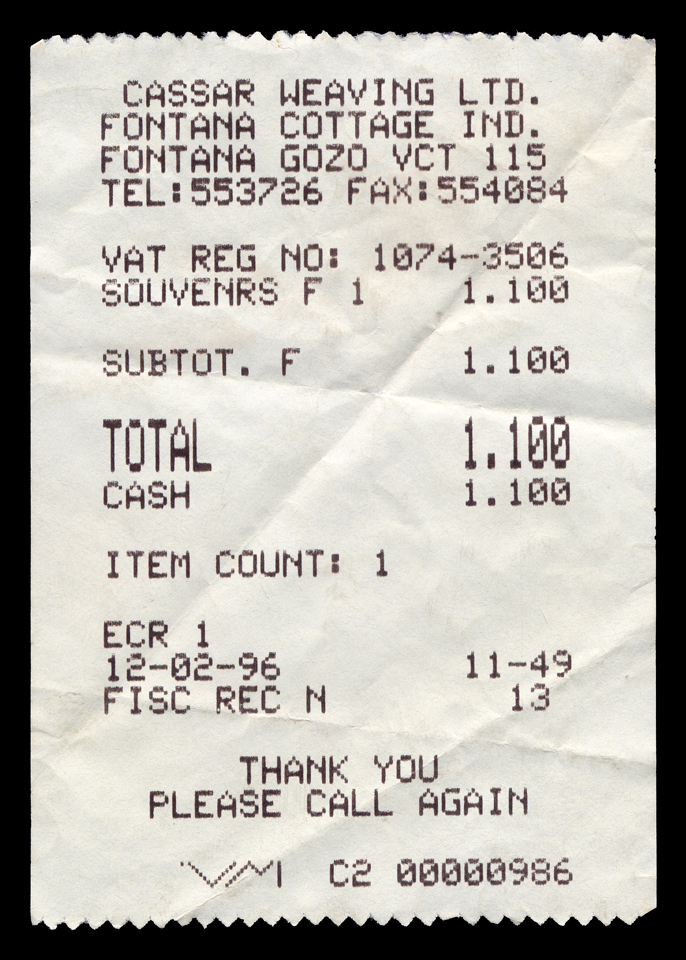 CASSAR WEAVING LTD.
FONTANA COTTAGE IND.
FONTANA GOZO VCT 115
TEL:553726 FAX:554084
VAT REG NO: 1074-3506
SOUVENRS F 1 1.100
SUBTOT. F 1.100
TOTAL 1.100
CASH 1.100
ITEM COUNT: 1
ECR 1
12-02-96 11-49
FISC REC N 13
THANK YOU
PLEASE CALL AGAIN
C2 00000986